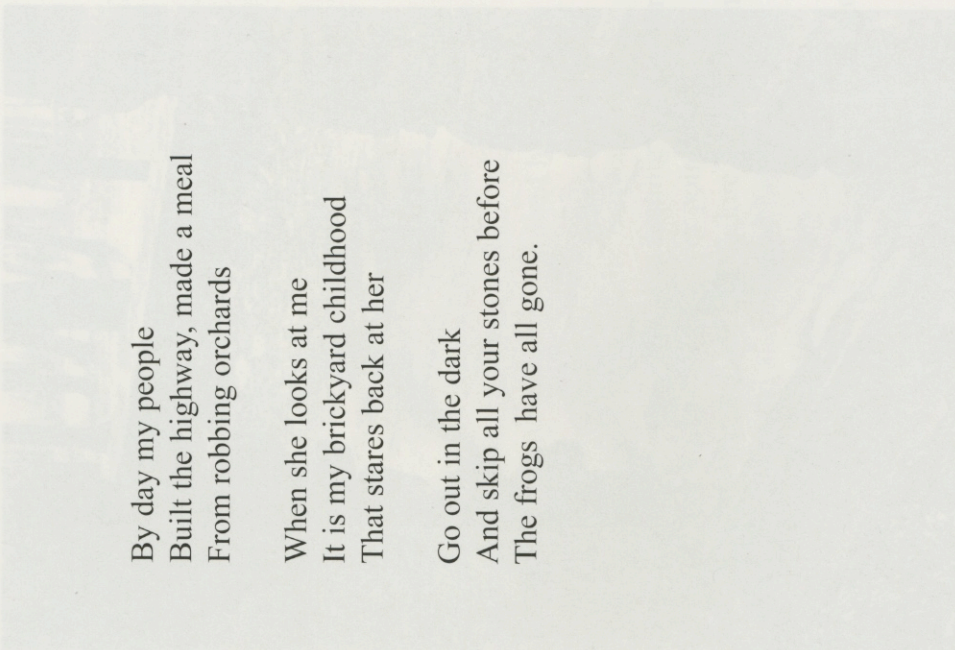 By day my people
Built the highway, made a meal
From robbing orchards

When she looks at me
It is my brickyard childhood
That stares back at her

Go out in the dark
And skip all your stones before
The frogs  have all gone.